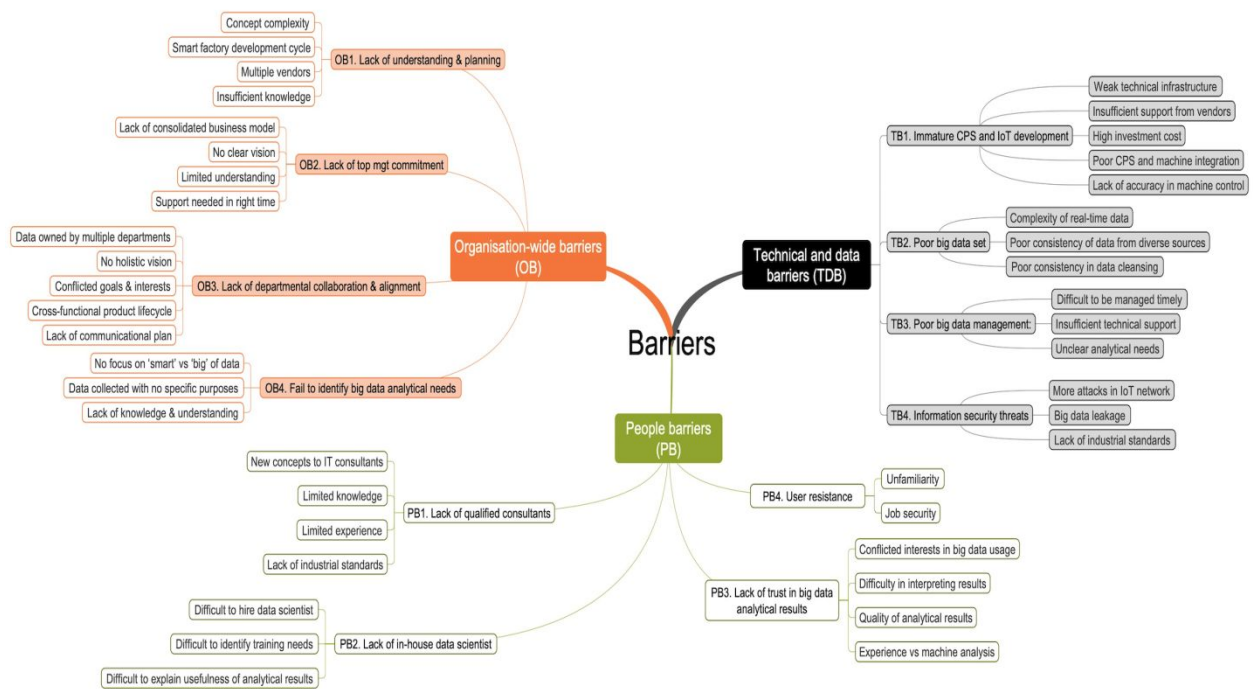 Barriers
Organisation-wide barriers
(OB)
OB1. Lack of understanding & planning
Concept complexity
Smart factory development cycle
Multiple vendors
Insufficient knowledge
OB2. Lack of top mgt commitment
Lack of consolidated business model
No clear vision
Limited understanding
Support needed in right time
OB3. Lack of departmental collaboration & alignment
Data owned by multiple departments
No holistic vision
Conflicted goals & interests
Cross-functional product lifecycle
Lack of communicational plan
OB4. Fail to identify big data analytical needs
No focus on 'smart' vs 'big' of data
Data collected with no specific purposes
Lack of knowledge & understanding
Technical and data
barriers (TDB)
TB1. Immature CPS and IoT development
Weak technical infrastructure
Insufficient support from vendors
High investment cost
Poor CPS and machine integration
Lack of accuracy in machine control
TB2. Poor big data set
Complexity of real-time data
Poor consistency of data from diverse sources
Poor consistency in data cleansing
TB3. Poor big data management:
Difficult to be managed timely
Insufficient technical support
Unclear analytical needs
TB4. Information security threats
More attacks in IoT network
Big data leakage
Lack of industrial standards
People barriers
(PB)
PB1. Lack of qualified consultants
New concepts to IT consultants
Limited knowledge
Limited experience
Lack of industrial standards
PB2. Lack of in-house data scientist
Difficult to hire data scientist
Difficult to identify training needs
Difficult to explain usefulness of analytical results
PB4. User resistance
Unfamiliarity
Job security
PB3. Lack of trust in big data
analytical results
Conflicted interests in big data usage
Difficulty in interpreting results
Quality of analytical results
Experience vs machine analysis